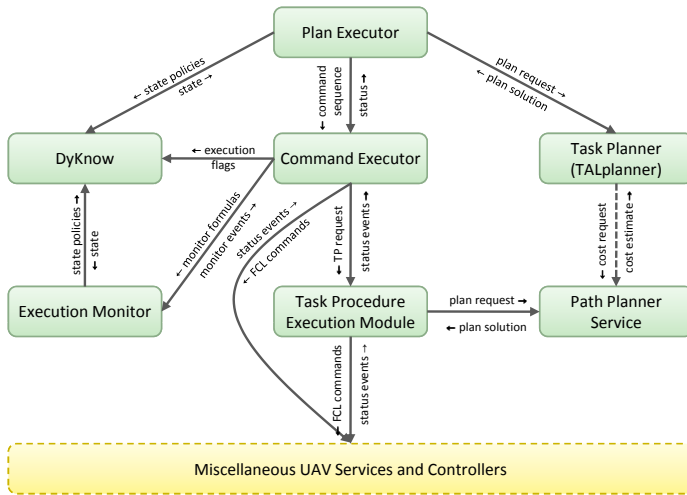 Plan Executor
← state policies
state →
← command
sequence
status →
plan request →
← plan solution
DyKnow
← execution
flags
Command Executor
Task Planner
(TALplanner)
state policies →
← state
← monitor formulas
monitor events →
status events →
← FCL commands
← TP request
status events →
← cost request
cost estimate →
Execution Monitor
Task Procedure
Execution Module
plan request →
← plan solution
Path Planner
Service
← FCL commands
status events →
Miscellaneous UAV Services and Controllers